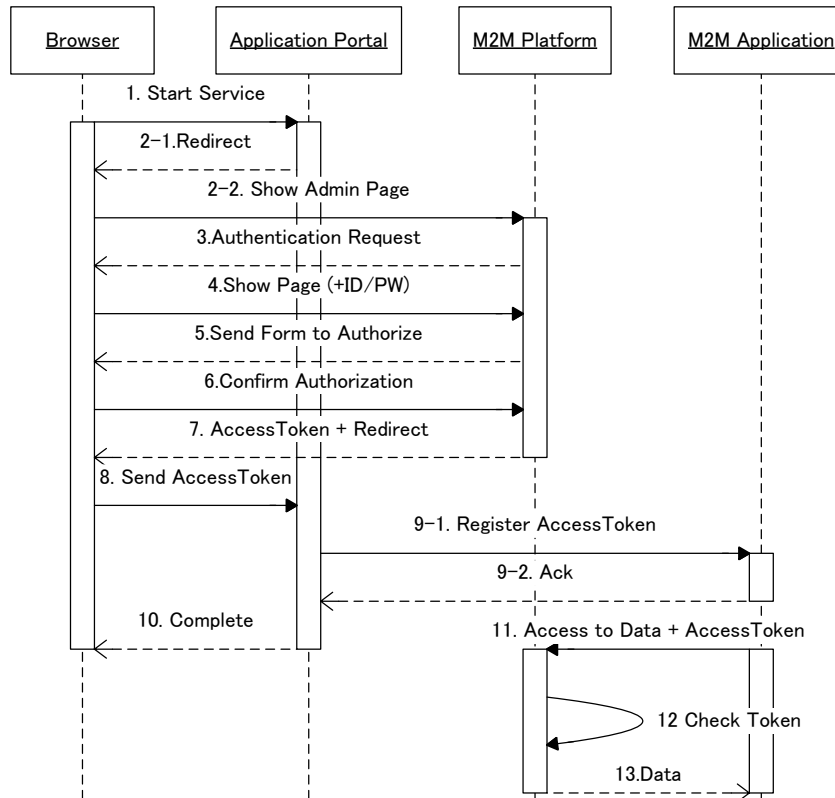 Browser
Application Portal
M2M Platform
M2M Application
1. Start Service
2-1.Redirect
2-2. Show Admin Page
3.Authentication Request
4.Show Page (+ID/PW)
5.Send Form to Authorize
6.Confirm Authorization
7. AccessToken + Redirect
8. Send AccessToken
9-1. Register AccessToken
9-2. Ack
10. Complete
11. Access to Data + AccessToken
12 Check Token
13.Data